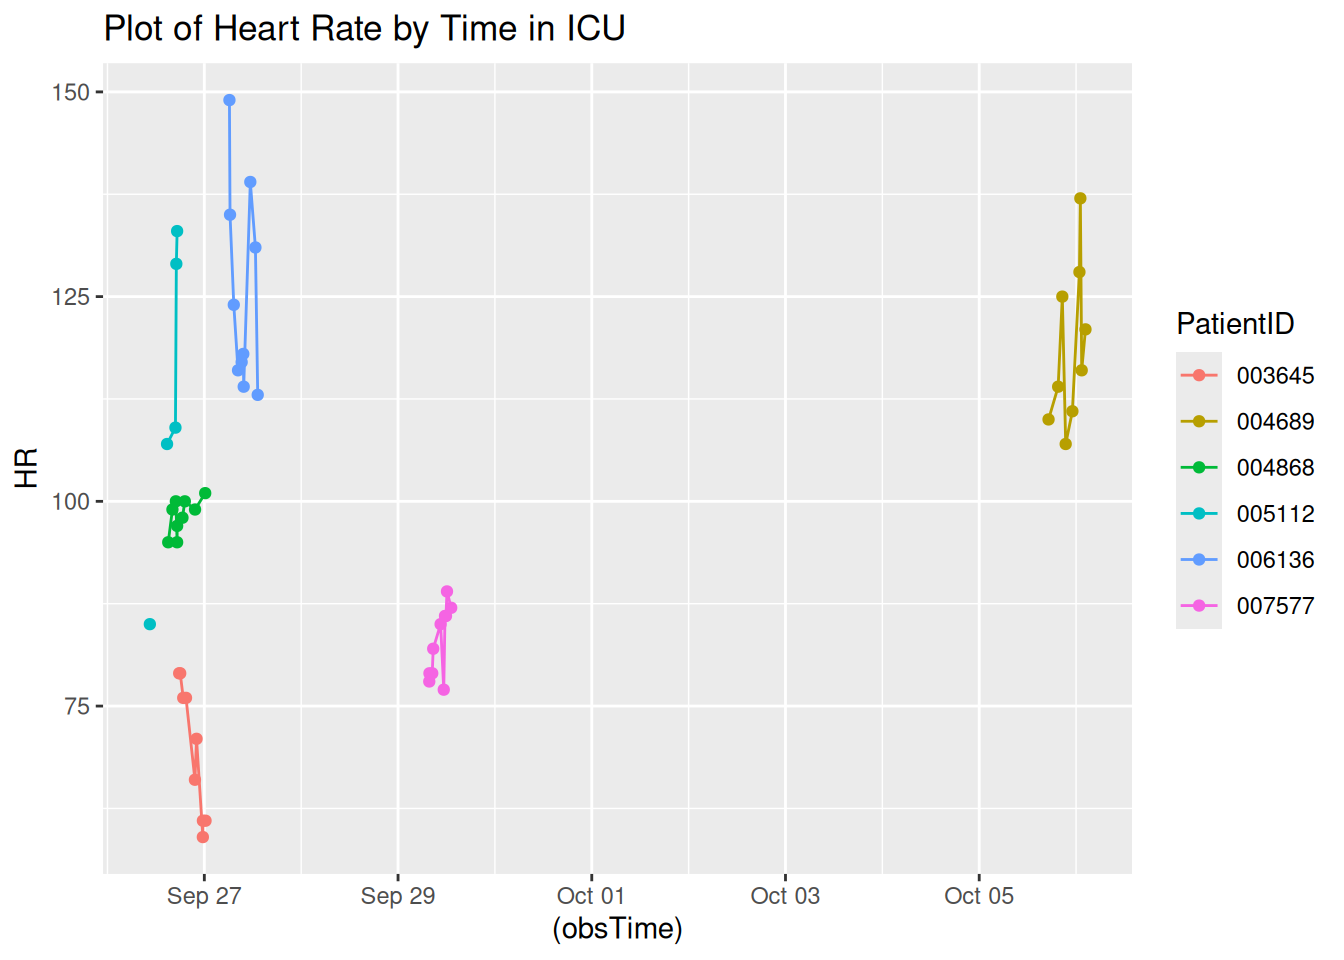 Plot of Heart Rate by Time in ICU
150
125
100
75
HR
Sep 27
Sep 29
Oct 01
Oct 03
Oct 05
(obsTime)
PatientID
003645
004689
004868
005112
006136
007577